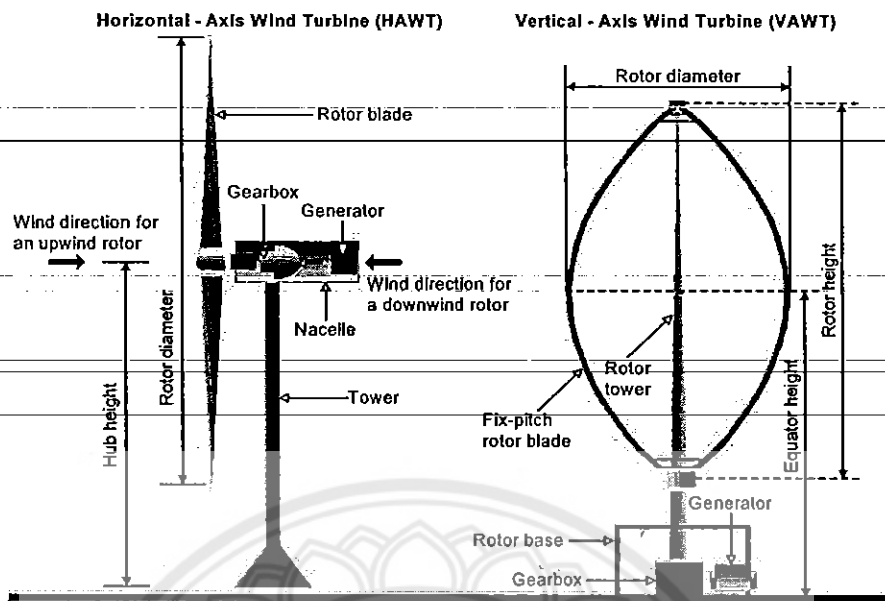 Horizontal - Axis Wind Turbine (HAWT)
Rotor blade
Gearbox
Generator
Wind direction for
an upwind rotor
Wind direction for
a downwind rotor
Nacelle
Rotor diameter
Hub height
Tower
Vertical - Axis Wind Turbine (VAWT)
Rotor diameter
Rotor height
Rotor
tower
Equator height
Fix-pitch
rotor blade
Generator
Rotor base
Gearbox